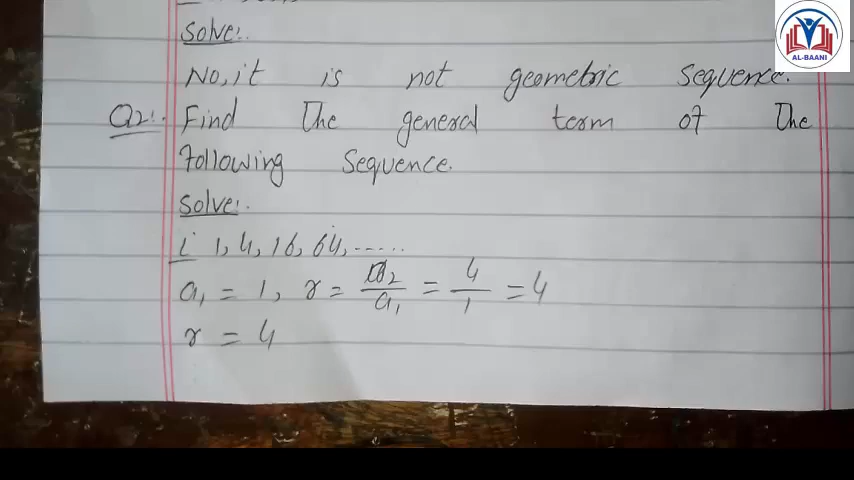 Solve:.
No, it is not geometric Sequence.
Q2:. Find The general term of The
following Sequence.
Solve:.
i 1, 4, 16, 64, ......
a₁ = 1, r = a₂/a₁ = 4/1 = 4
r = 4
AL-BAANI